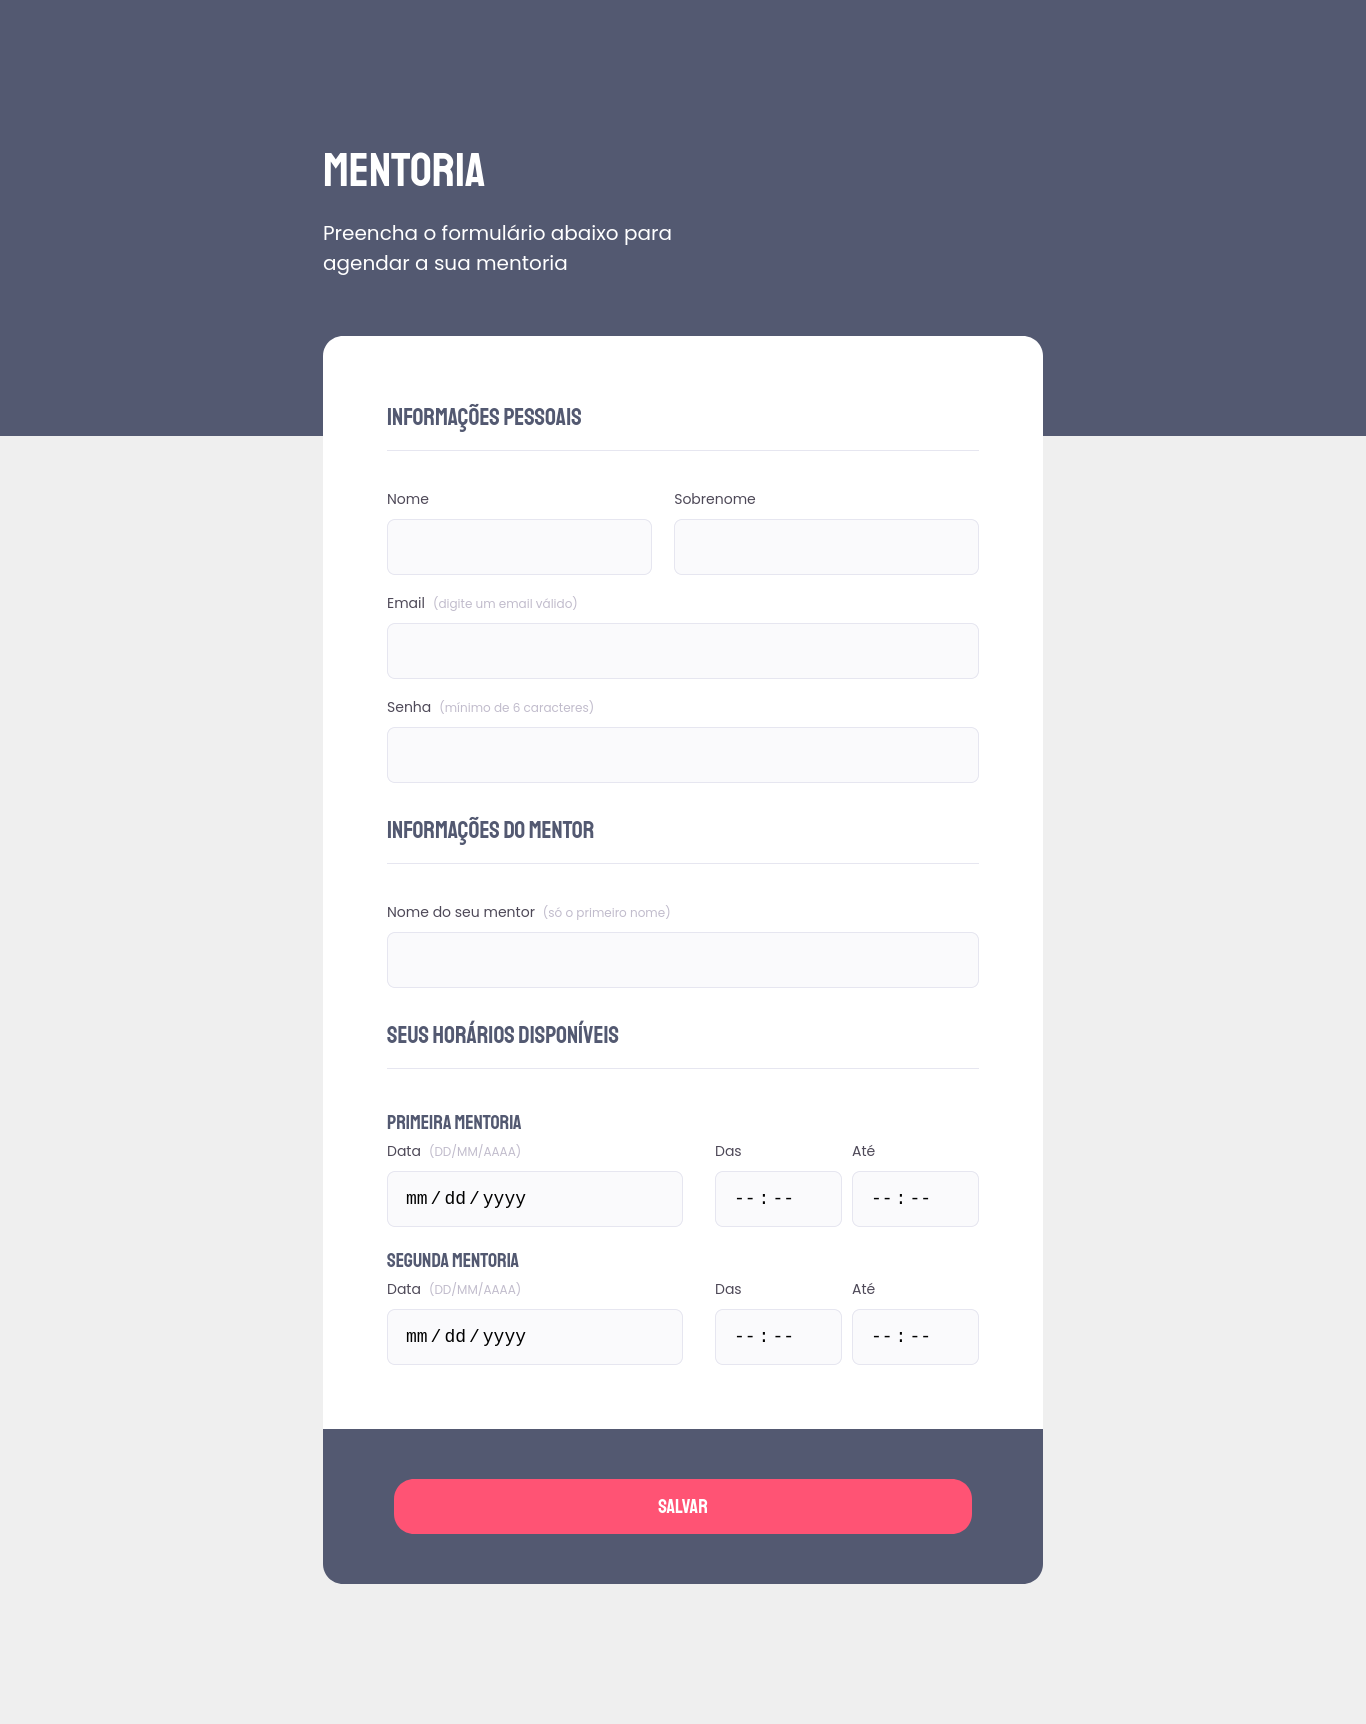 MENTORIA
Preencha o formulário abaixo para
agendar a sua mentoria
INFORMAÇÕES PESSOAIS
Nome Sobrenome
Email (digite um email válido)
Senha (mínimo de 6 caracteres)
INFORMAÇÕES DO MENTOR
Nome do seu mentor (só o primeiro nome)
SEUS HORÁRIOS DISPONÍVEIS
PRIMEIRA MENTORIA
Data (DD/MM/AAAA) Das Até
mm/dd/yyyy --:-- --:--
SEGUNDA MENTORIA
Data (DD/MM/AAAA) Das Até
mm/dd/yyyy --:-- --:--
SALVAR